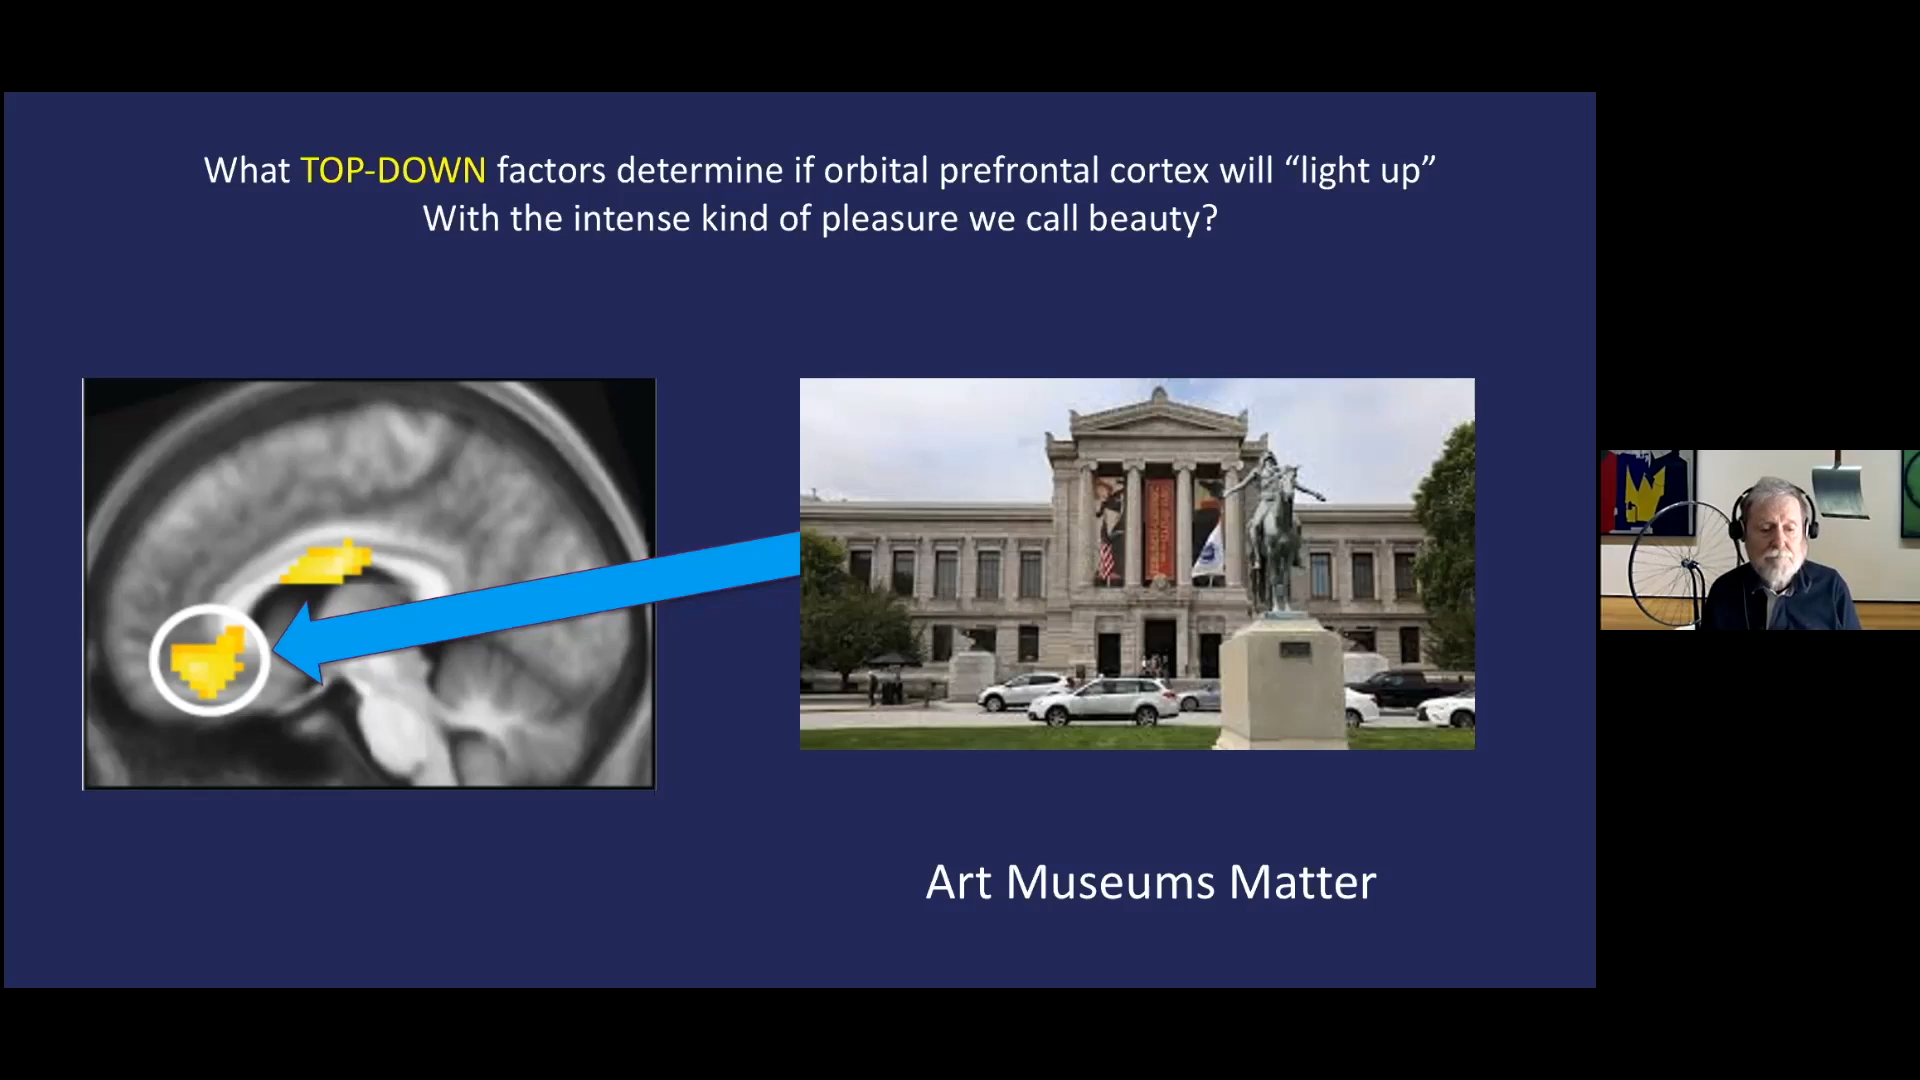 What TOP-DOWN factors determine if orbital prefrontal cortex will “light up”
With the intense kind of pleasure we call beauty?
Art Museums Matter